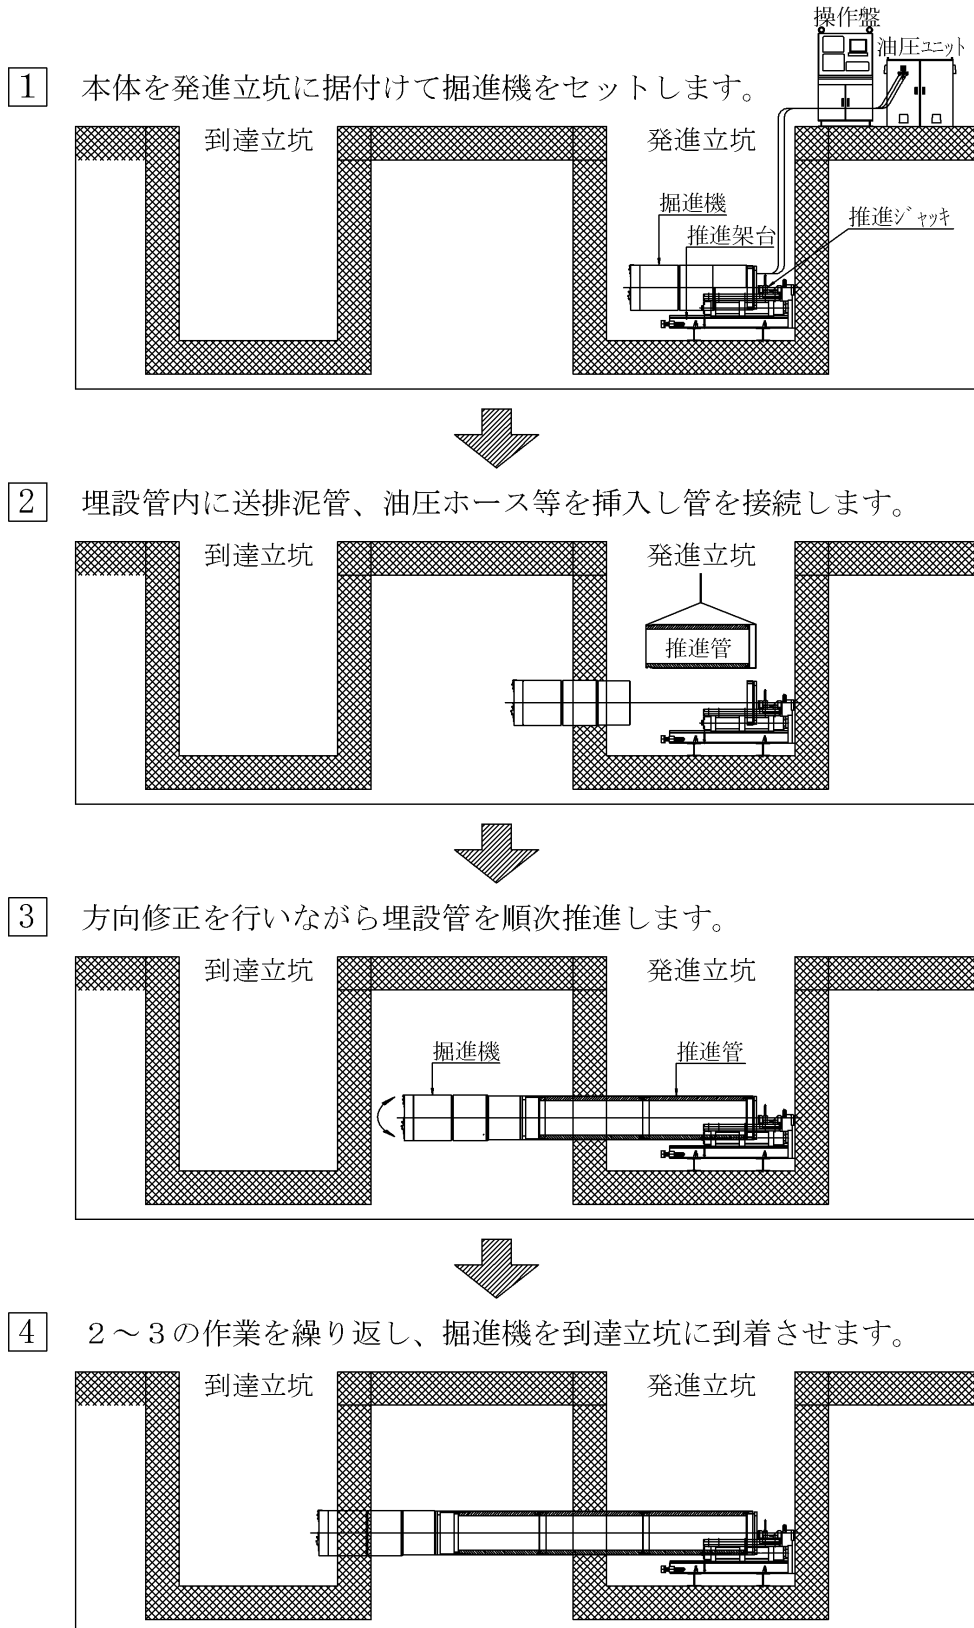 操作盤
油圧ユニット
1 本体を発進立坑に据付けて掘進機をセットします。
到達立坑
発進立坑
掘進機
推進架台
推進ジャッキ
2 埋設管内に送排泥管、油圧ホース等を挿入し管を接続します。
到達立坑
発進立坑
推進管
3 方向修正を行いながら埋設管を順次推進します。
到達立坑
発進立坑
掘進機
推進管
4 2～3の作業を繰り返し、掘進機を到達立坑に到着させます。
到達立坑
発進立坑